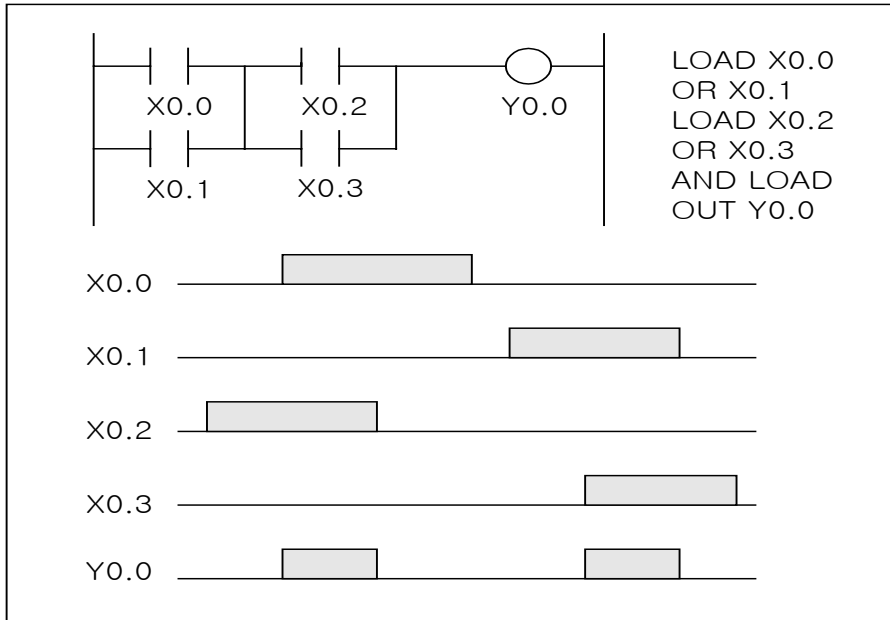 X0.0
X0.2
Y0.0
X0.1
X0.3
LOAD X0.0
OR X0.1
LOAD X0.2
OR X0.3
AND LOAD
OUT Y0.0
X0.0
X0.1
X0.2
X0.3
Y0.0